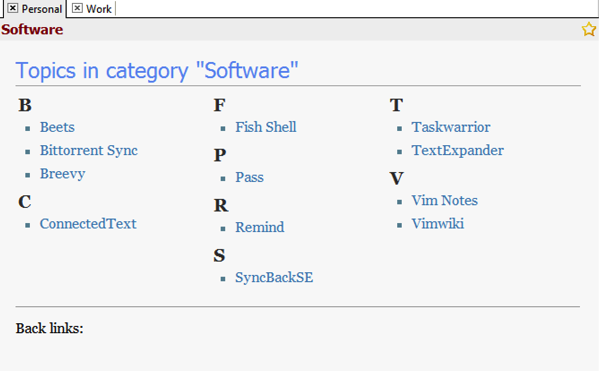 Personal
Work
Software
Topics in category "Software"
B
Beets
Bittorrent Sync
Breevy
C
ConnectedText
F
Fish Shell
P
Pass
R
Remind
S
SyncBackSE
T
Taskwarrior
TextExpander
V
Vim Notes
Vimwiki
Back links: